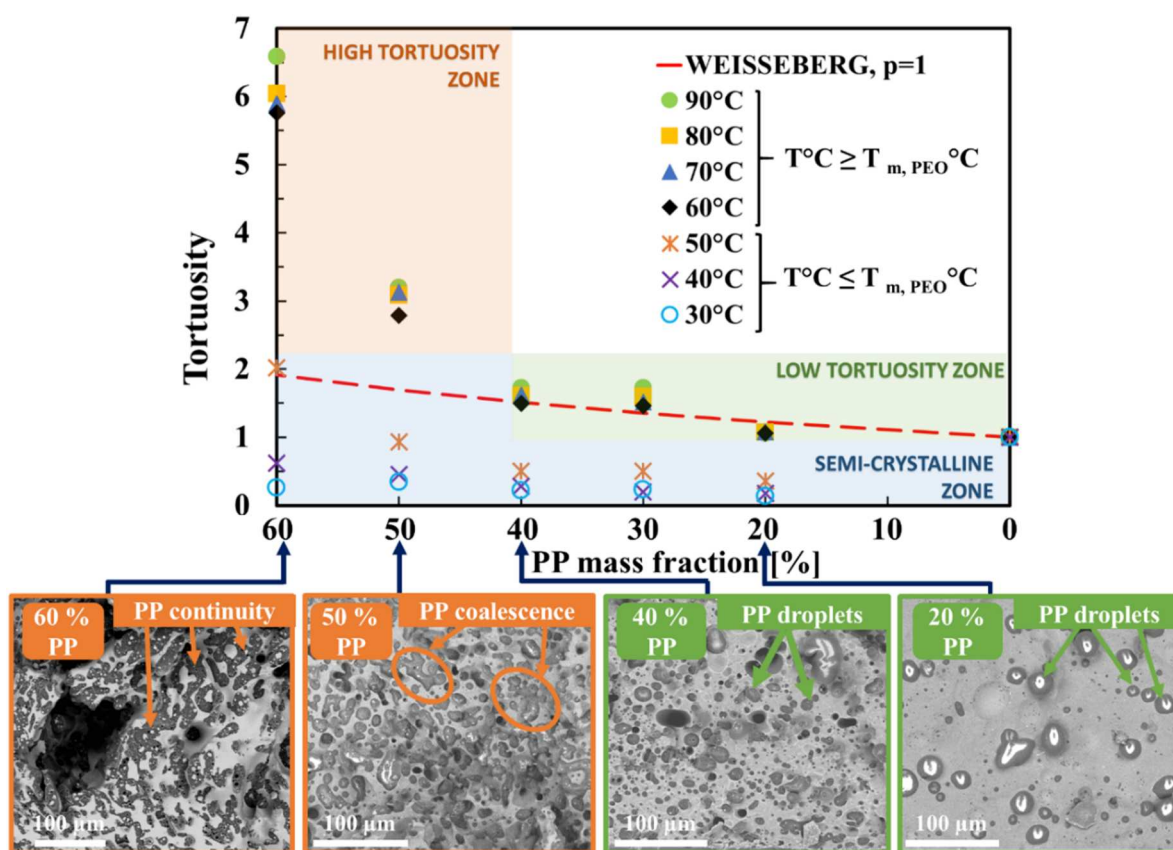 7
6
5
4
3
2
1
0
Tortuosity
HIGH TORTUOSITY
ZONE
WEISSEBERG, p=1
90°C
80°C
70°C
60°C
T°C ≥ T m, PEO°C
50°C
40°C
30°C
T°C ≤ T m, PEO°C
LOW TORTUOSITY ZONE
SEMI-CRYSTALLINE
ZONE
60 50 40 30 20 10 0
PP mass fraction [%]
60 %
PP
PP continuity
100 µm
50 %
PP
PP coalescence
100 µm
40 %
PP
PP droplets
100 µm
20 %
PP
PP droplets
100 µm